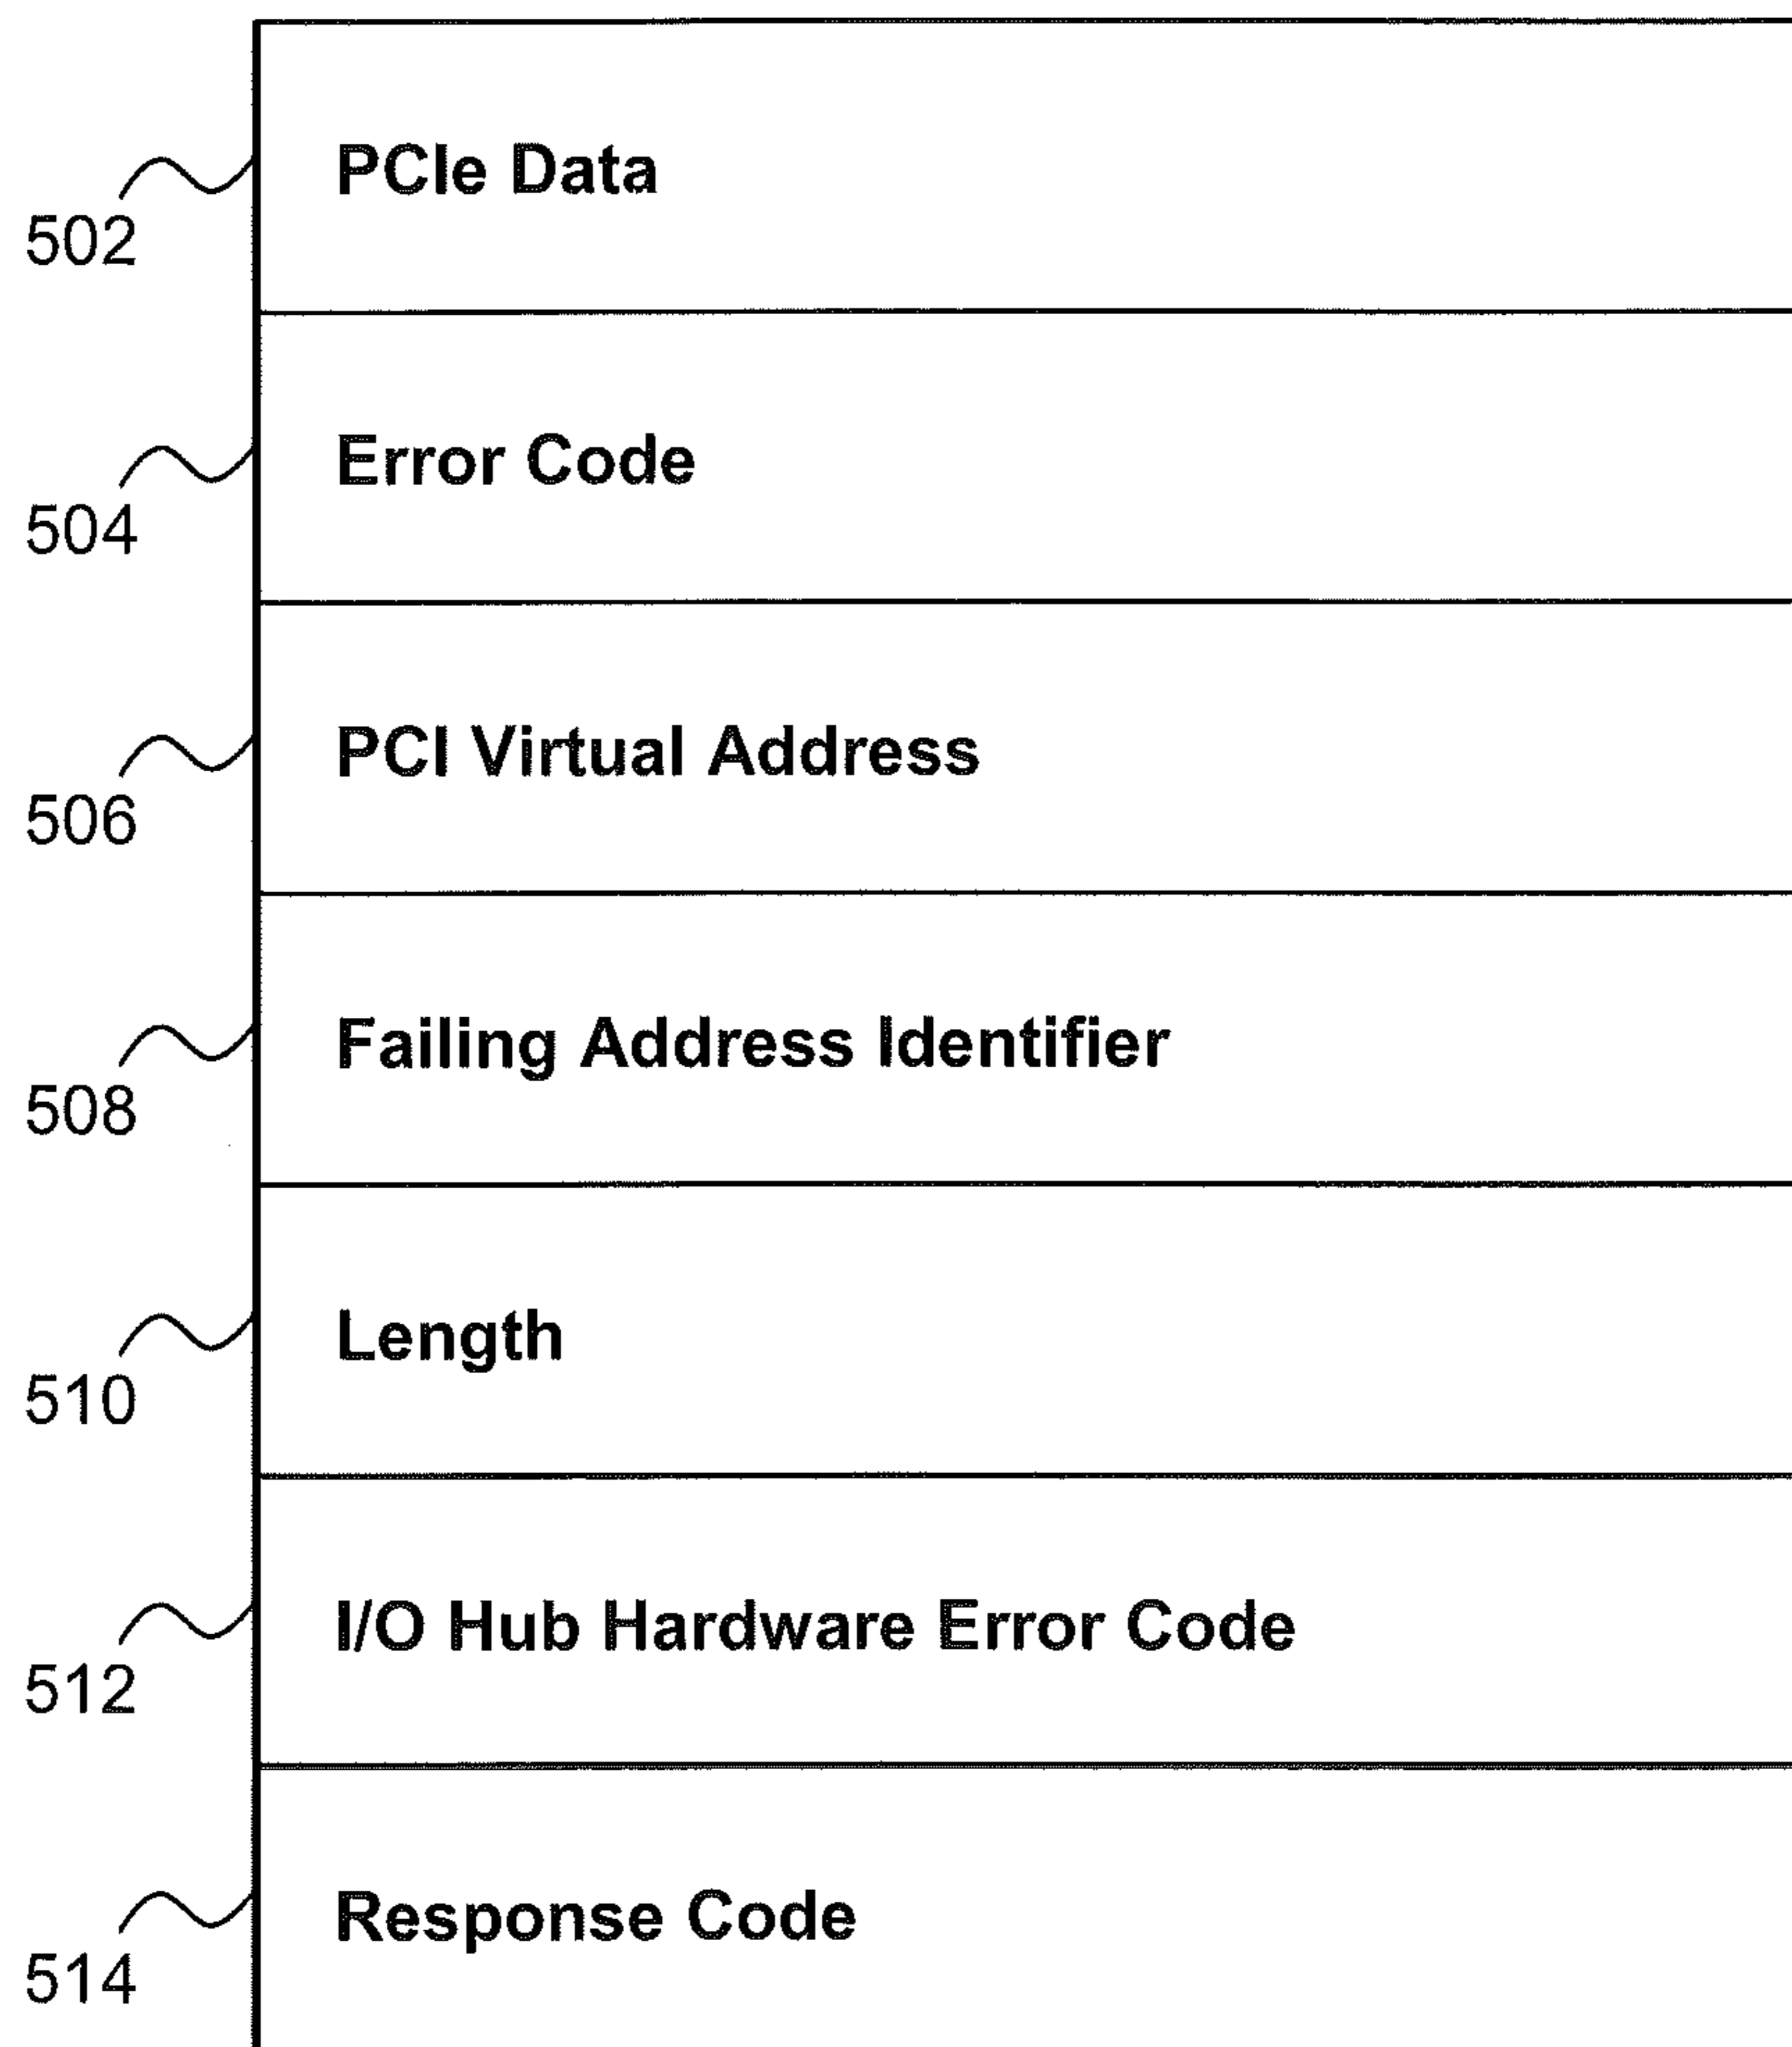 PCIe Data
502
Error Code
504
PCI Virtual Address
506
Failing Address Identifier
508
Length
510
I/O Hub Hardware Error Code
512
Response Code
514